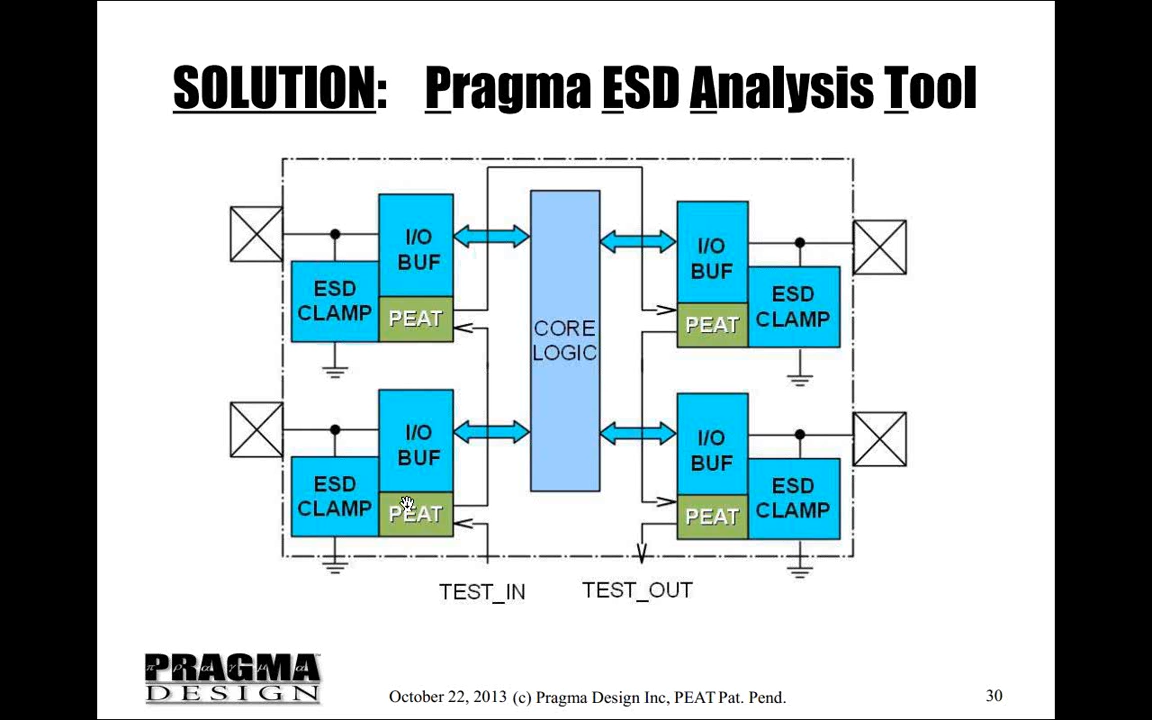 SOLUTION: Pragma ESD Analysis Tool
I/O
BUF
ESD
CLAMP
PEAT
I/O
BUF
ESD
CLAMP
PEAT
CORE
LOGIC
I/O
BUF
PEAT
ESD
CLAMP
I/O
BUF
PEAT
ESD
CLAMP
TEST_IN
TEST_OUT
PRAGMA
DESIGN
October 22, 2013 (c) Pragma Design Inc, PEAT Pat. Pend.
30